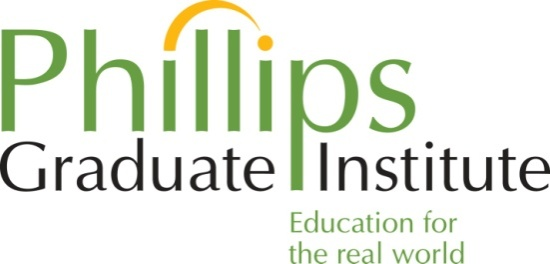 Phillips
Graduate Institute
Education for
the real world